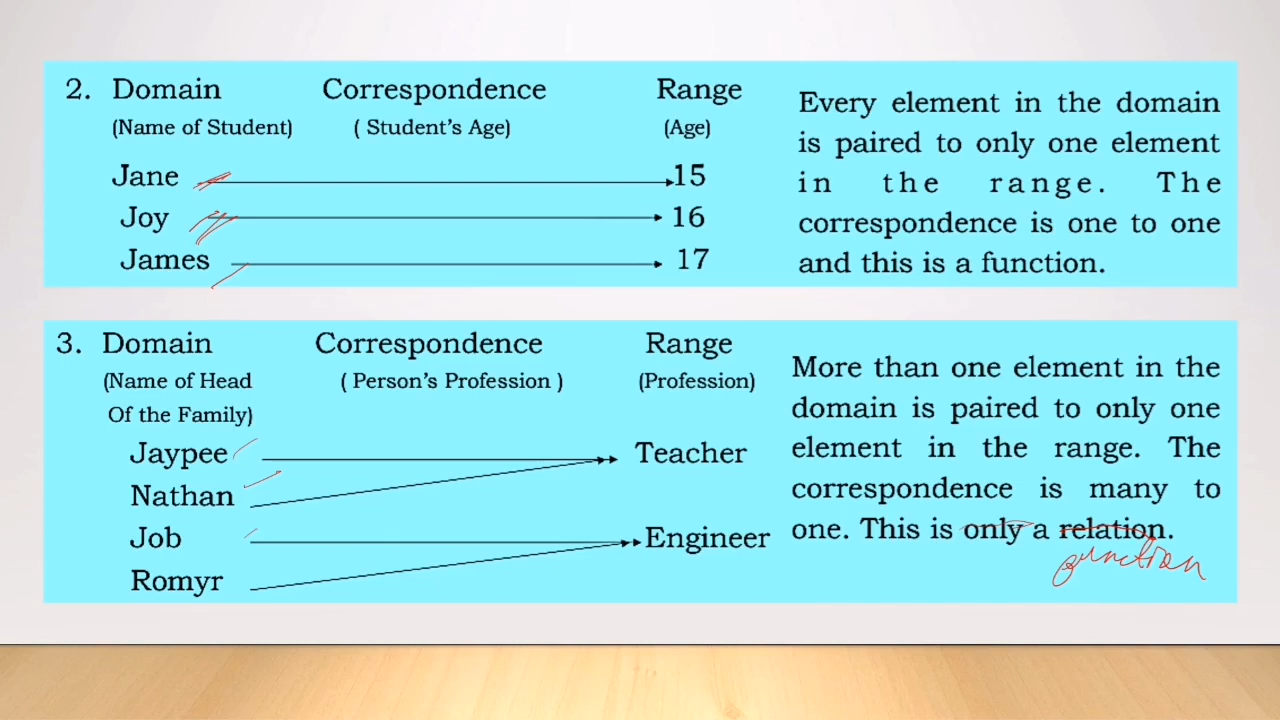 2. Domain Correspondence Range
(Name of Student) ( Student's Age) (Age)
Jane 15
Joy 16
James 17
Every element in the domain
is paired to only one element
in the range. The
correspondence is one to one
and this is a function.
3. Domain Correspondence Range
(Name of Head ( Person's Profession ) (Profession)
Of the Family)
Jaypee Teacher
Nathan
Job Engineer
Romyr
More than one element in the
domain is paired to only one
element in the range. The
correspondence is many to
one. This is only a relation.
function